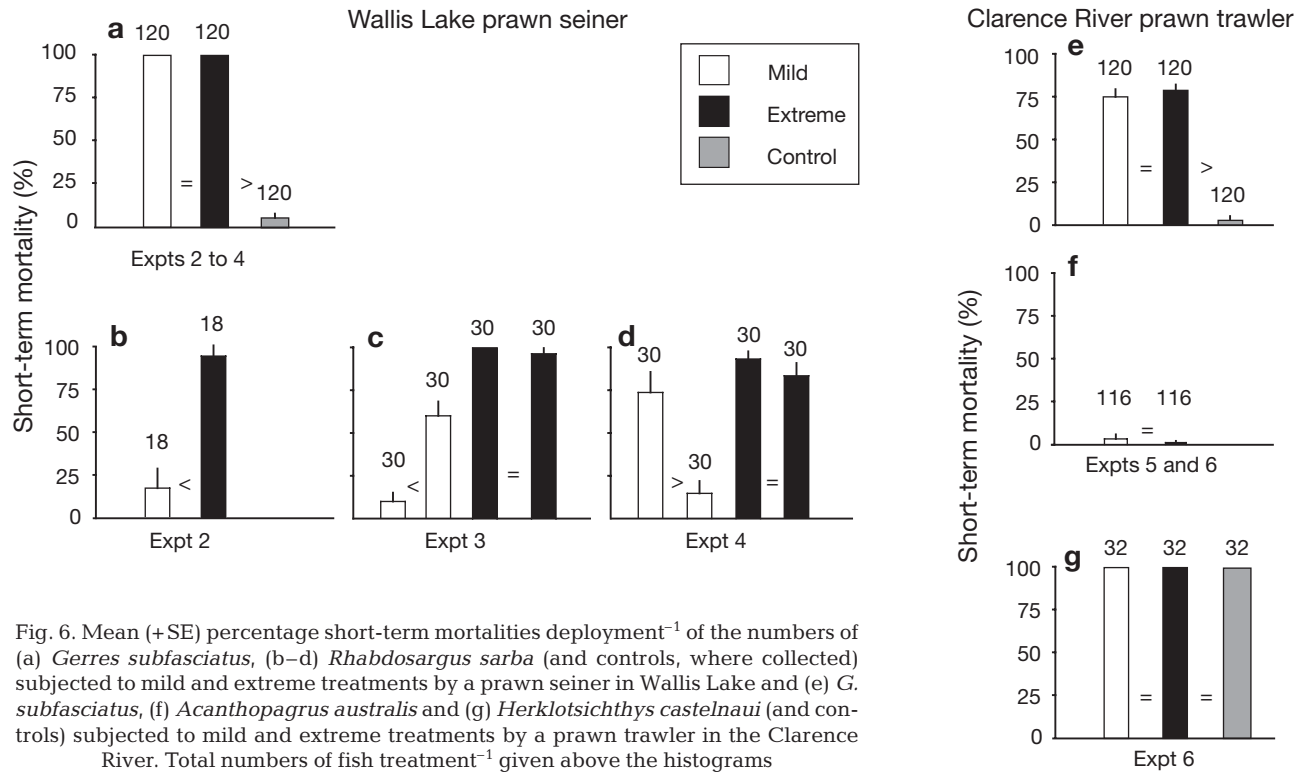 Wallis Lake prawn seiner
Clarence River prawn trawler
Short-term mortality (%)
a
120 120
100
75
50
25
0
= > 120
Expts 2 to 4
Mild
Extreme
Control
b
18
100
75
50
25
0
18
<
Expt 2
c
30 30
30
30
<
=
Expt 3
d
30
30
30
30
>
=
Expt 4
Short-term mortality (%)
e
120 120
100
75
50
25
0
= >
120
Expts 5 and 6
f
100
75
50
25
0
116 = 116
g
32 32 32
100
75
50
25
0
= =
Expt 6
Fig. 6. Mean (+SE) percentage short-term mortalities deployment⁻¹ of the numbers of
(a) Gerres subfasciatus, (b–d) Rhabdosargus sarba (and controls, where collected)
subjected to mild and extreme treatments by a prawn seiner in Wallis Lake and (e) G.
subfasciatus, (f) Acanthopagrus australis and (g) Herklotsichthys castelnaui (and con-
trols) subjected to mild and extreme treatments by a prawn trawler in the Clarence
River. Total numbers of fish treatment⁻¹ given above the histograms